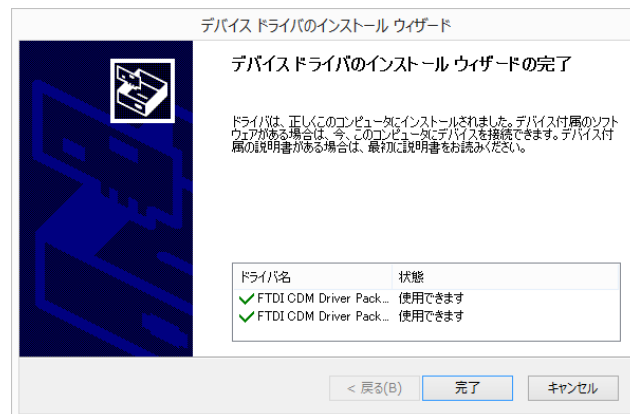 デバイス ドライバのインストール ウィザード
デバイス ドライバのインストール ウィザードの完了
ドライバは、正しくこのコンピュータにインストールされました。デバイス付属のソフト
ウェアがある場合は、今、このコンピュータにデバイスを接続できます。デバイス付
属の説明書がある場合は、最初に説明書をお読みください。
ドライバ名 状態
FTDI CDM Driver Pack... 使用できます
FTDI CDM Driver Pack... 使用できます
< 戻る(B) 完了 キャンセル